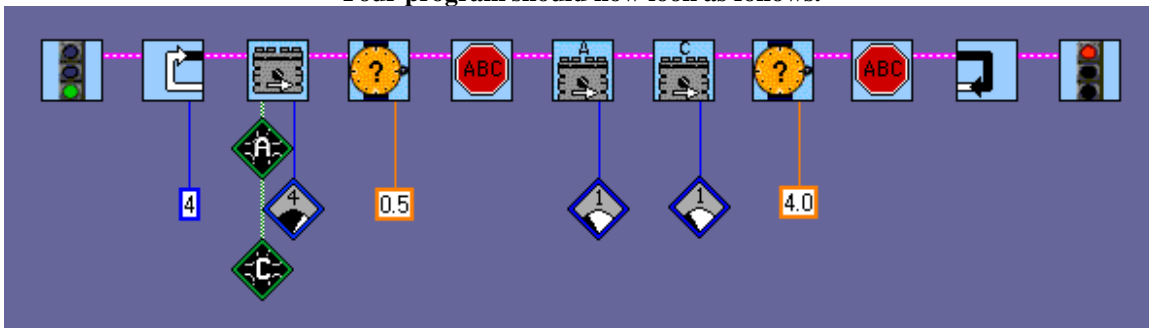 Your program should now look as follows:
A C
? ABC ? ABC
A
4 4 0.5 1 1 4.0
C